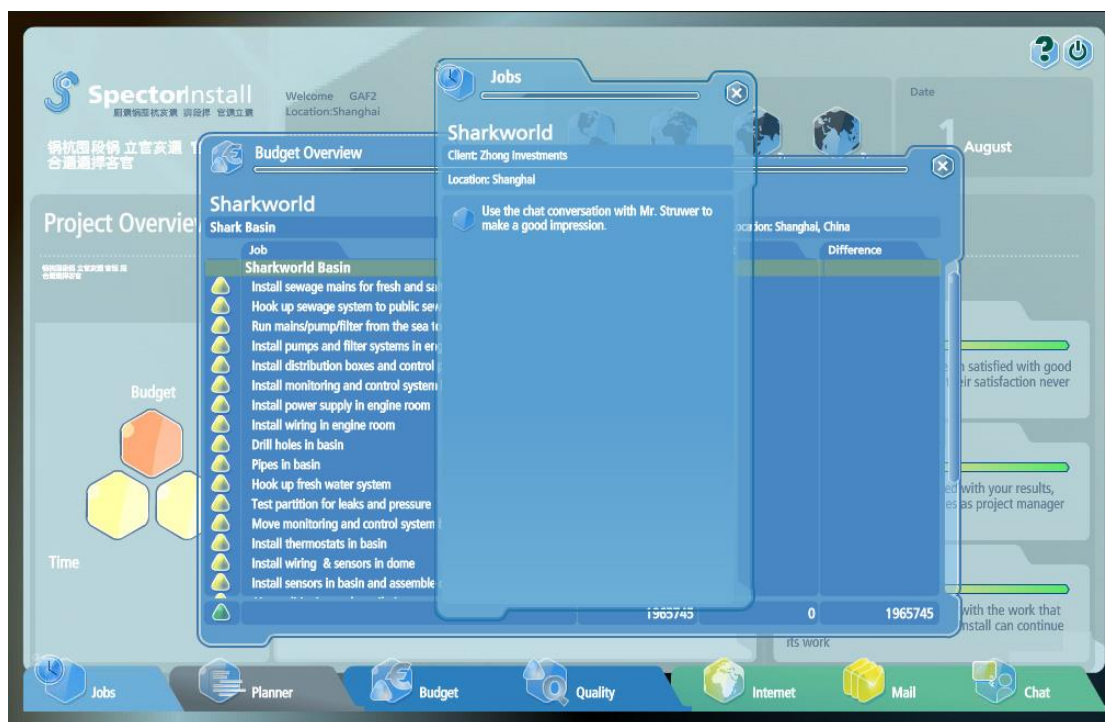 SpectorInstall
Welcome GAF2
Location:Shanghai
Date
1
August
Jobs
Sharkworld
Client: Zhong Investments
Location: Shanghai
Use the chat conversation with Mr. Struwer to
make a good impression.
Budget Overview
Sharkworld
Shark Basin
Shanghai, China
Job
Difference
Sharkworld Basin
Install sewage mains for fresh and
Hook up sewage system to public
Run mains/pump/filter from the sea
Install pumps and filter systems in
Install distribution boxes and control
Install monitoring and control system
Install power supply in engine room
Install wiring in engine room
Drill holes in basin
Pipes in basin
Hook up fresh water system
Test partition for leaks and pressure
Move monitoring and control system
Install thermostats in basin
Install wiring & sensors in dome
Install sensors in basin and assemble
1965745
0
1965745
Project
Budget
Time
satisfied with good
satisfaction never
with your results,
as project manager
with the work that
can continue
its work
Jobs
Planner
Budget
Quality
Internet
Mail
Chat